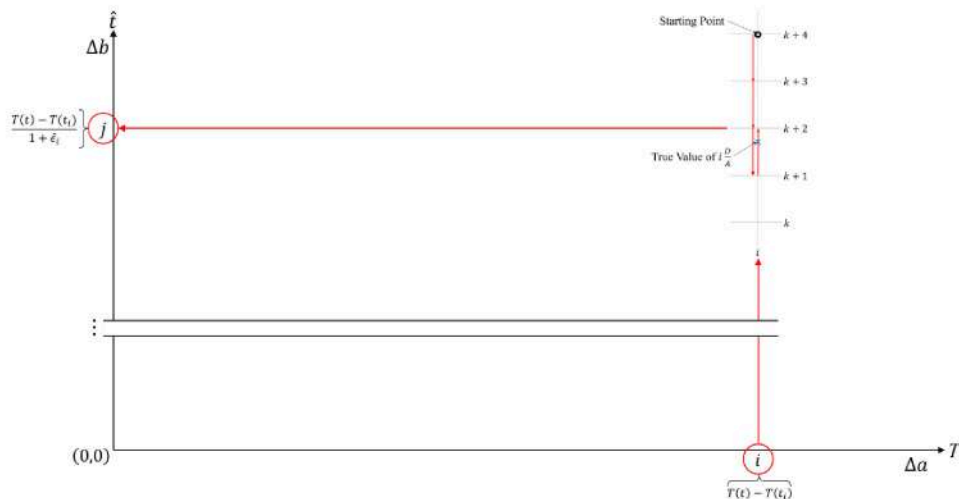 t̂
Δb
Starting Point
k + 4
k + 3
k + 2
k + 1
k
True Value of i D/A
i
T(t) − T(tᵢ)
1 + ε̂ᵢ
j
⋮
(0,0)
i
Δa
T
T(t) − T(tᵢ)